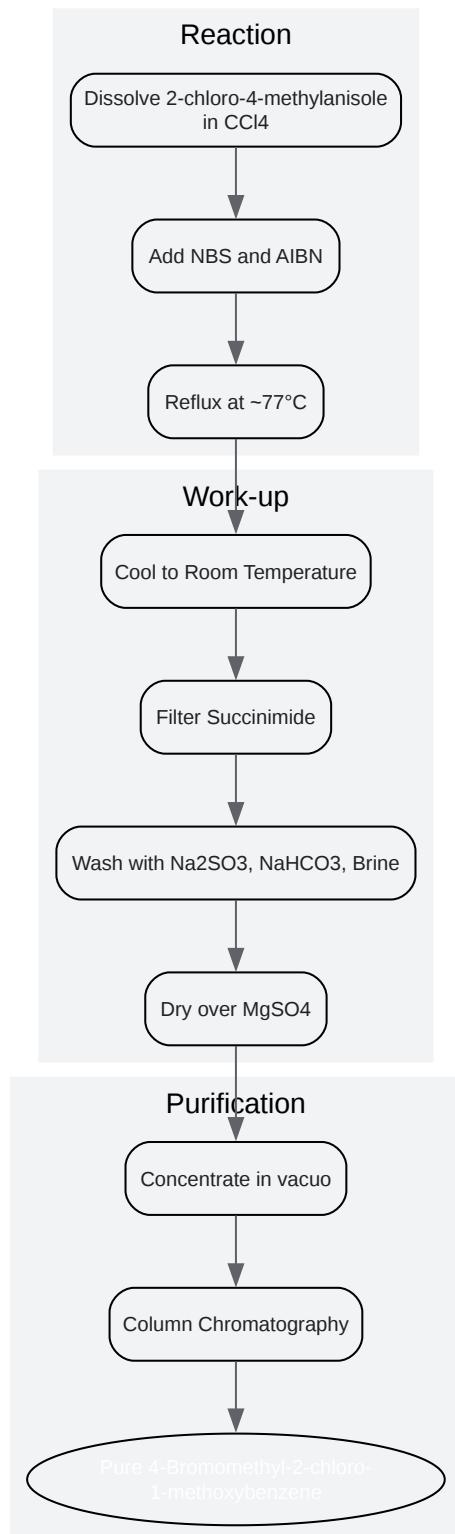 Reaction
Dissolve 2-chloro-4-methylanisole
in CCl4
Add NBS and AIBN
Reflux at ~77°C
Work-up
Cool to Room Temperature
Filter Succinimide
Wash with Na2SO3, NaHCO3, Brine
Dry over MgSO4
Purification
Concentrate in vacuo
Column Chromatography
Pure 4-Bromomethyl-2-chloro-
1-methoxybenzene